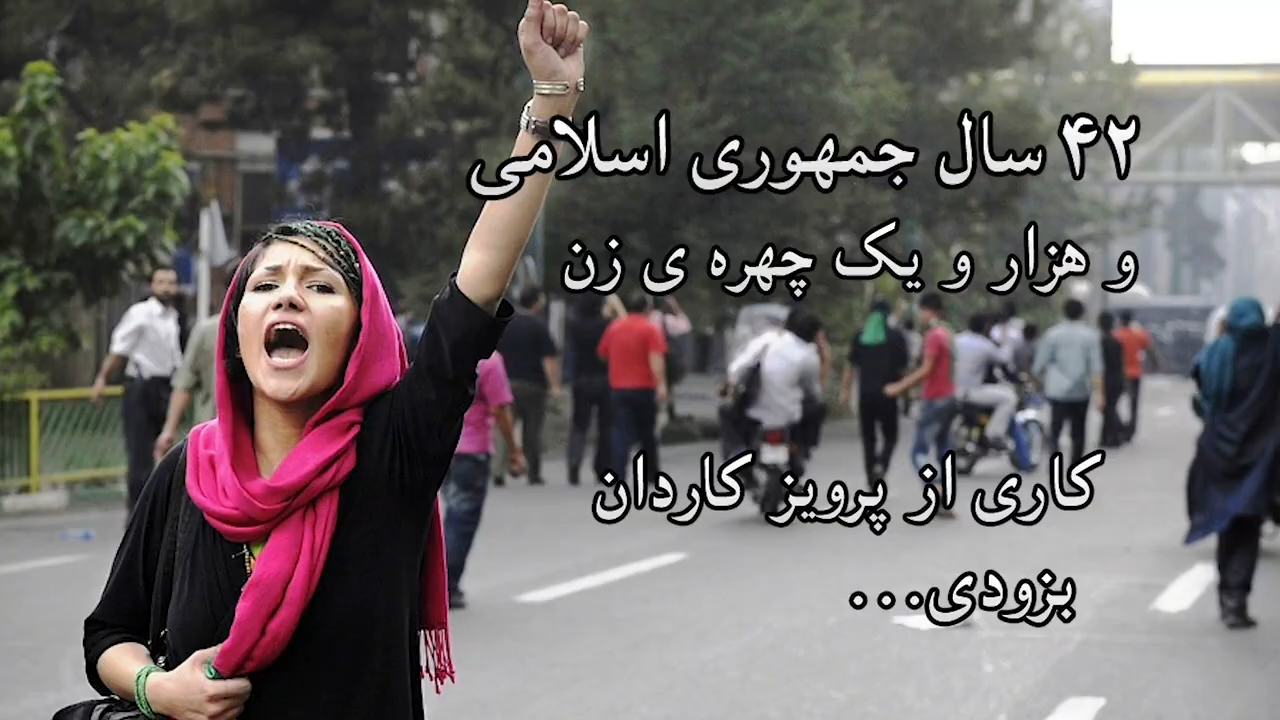 ۴۲ سال جمهوری اسلامی
و هزار و یک چهره ی زن
کاری از پرویز کاردان
بزودی...